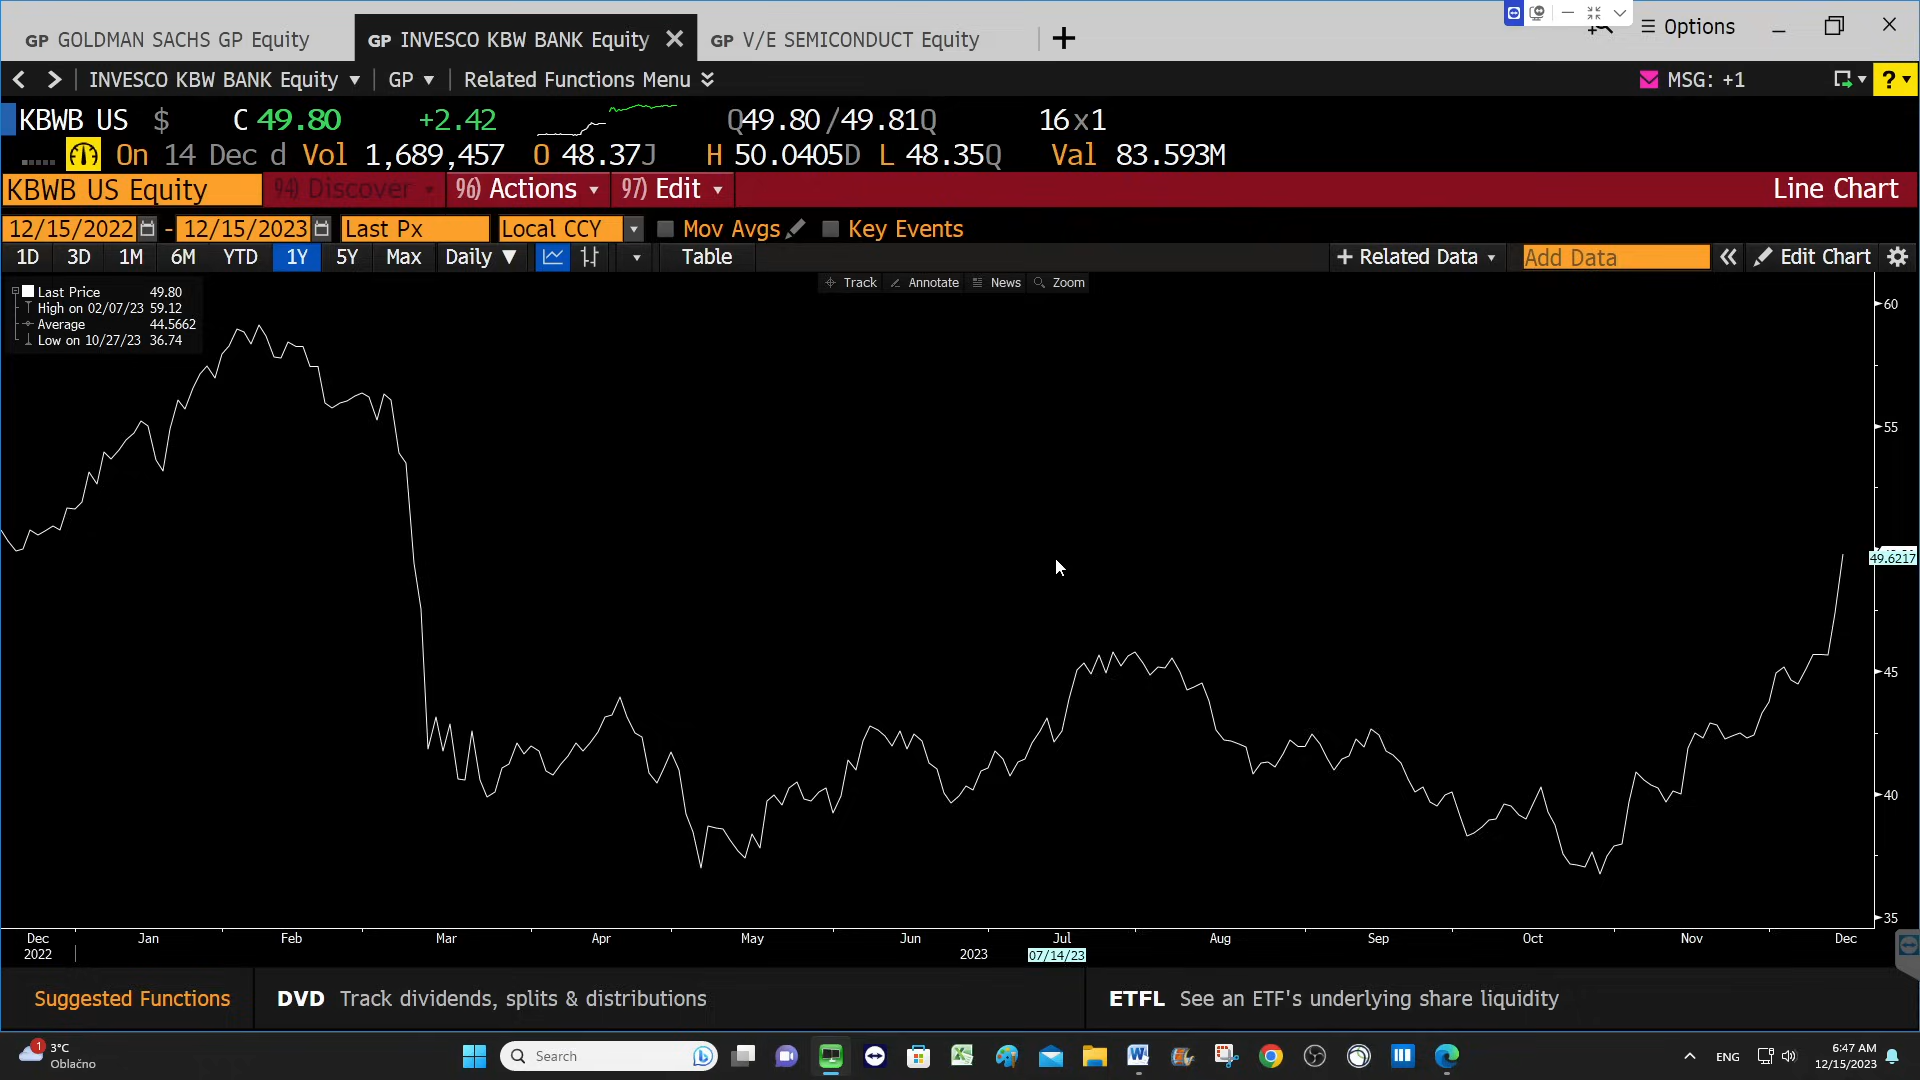 GP GOLDMAN SACHS GP Equity
GP INVESCO KBW BANK Equity
GP V/E SEMICONDUCT Equity
Options
INVESCO KBW BANK Equity
GP
Related Functions Menu
MSG: +1
?
KBWB US $ C 49.80 +2.42 Q49.80 /49.81Q 16x1
On 14 Dec d Vol 1,689,457 O 48.37J H 50.0405D L 48.35Q Val 83.593M
KBWB US Equity 94) Discover 96) Actions 97) Edit Line Chart
12/15/2022 - 12/15/2023 Last Px Local CCY Mov Avgs Key Events
1D 3D 1M 6M YTD 1Y 5Y Max Daily ▼ Table + Related Data Add Data « Edit Chart
Track Annotate News Zoom
Last Price 49.80
High on 02/07/23 59.12
Average 44.5662
Low on 10/27/23 36.74
60
55
49.6217
45
40
35
Dec Jan Feb Mar Apr May Jun Jul Aug Sep Oct Nov Dec
2022 2023 07/14/23
Suggested Functions DVD Track dividends, splits & distributions ETFL See an ETF's underlying share liquidity
1
3°C
Oblačno
Search
ENG
6:47 AM
12/15/2023